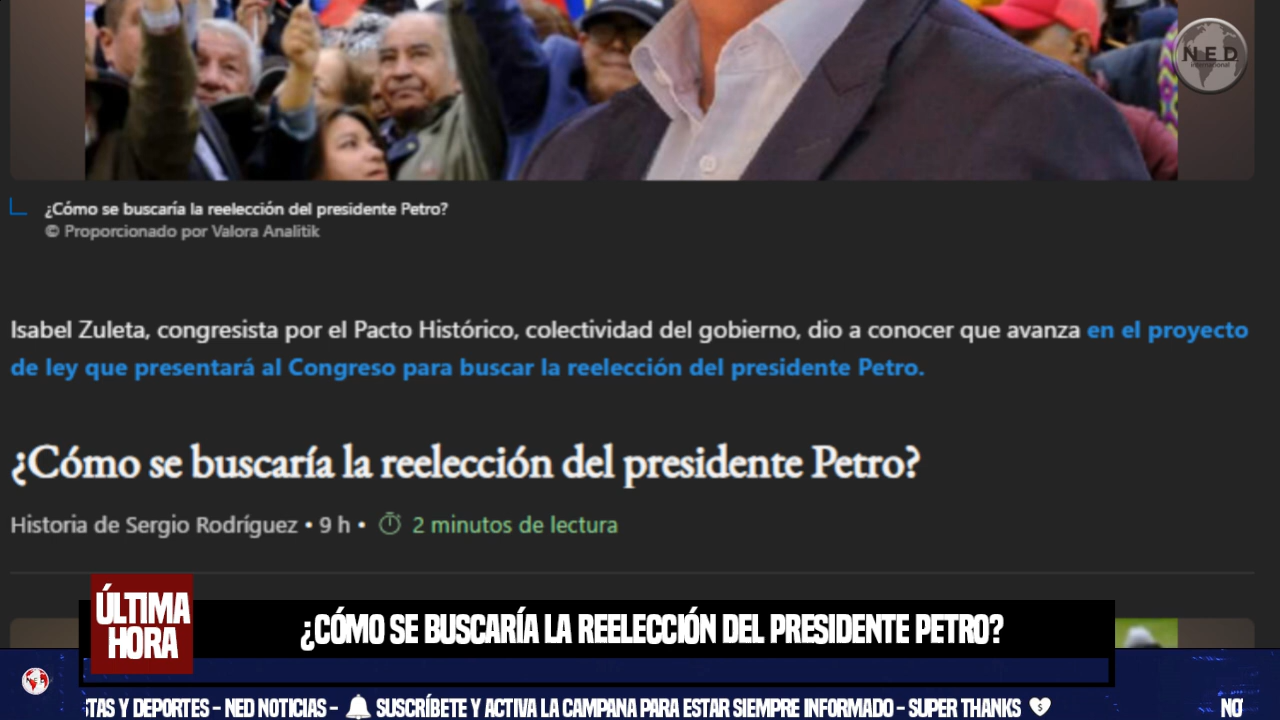 N.E.D
international
¿Cómo se buscaría la reelección del presidente Petro?
© Proporcionado por Valora Analitik
Isabel Zuleta, congresista por el Pacto Histórico, colectividad del gobierno, dio a conocer que avanza en el proyecto
de ley que presentará al Congreso para buscar la reelección del presidente Petro.
¿Cómo se buscaría la reelección del presidente Petro?
Historia de Sergio Rodríguez • 9 h • 2 minutos de lectura
ÚLTIMA
HORA
¿CÓMO SE BUSCARÍA LA REELECCIÓN DEL PRESIDENTE PETRO?
STAS Y DEPORTES - NED NOTICIAS - SUSCRÍBETE Y ACTIVA LA CAMPANA PARA ESTAR SIEMPRE INFORMADO - SUPER THANKS NO